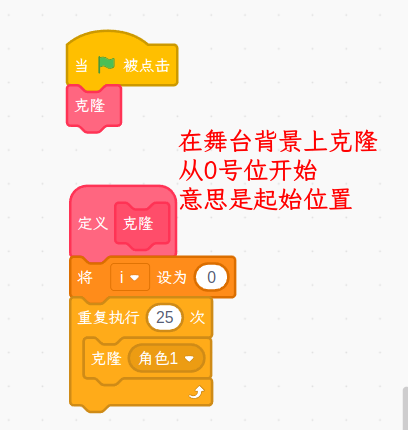 当 被点击
克隆
在舞台背景上克隆
从0号位开始
意思是起始位置
定义 克隆
将 i 设为 0
重复执行 25 次
克隆 角色1